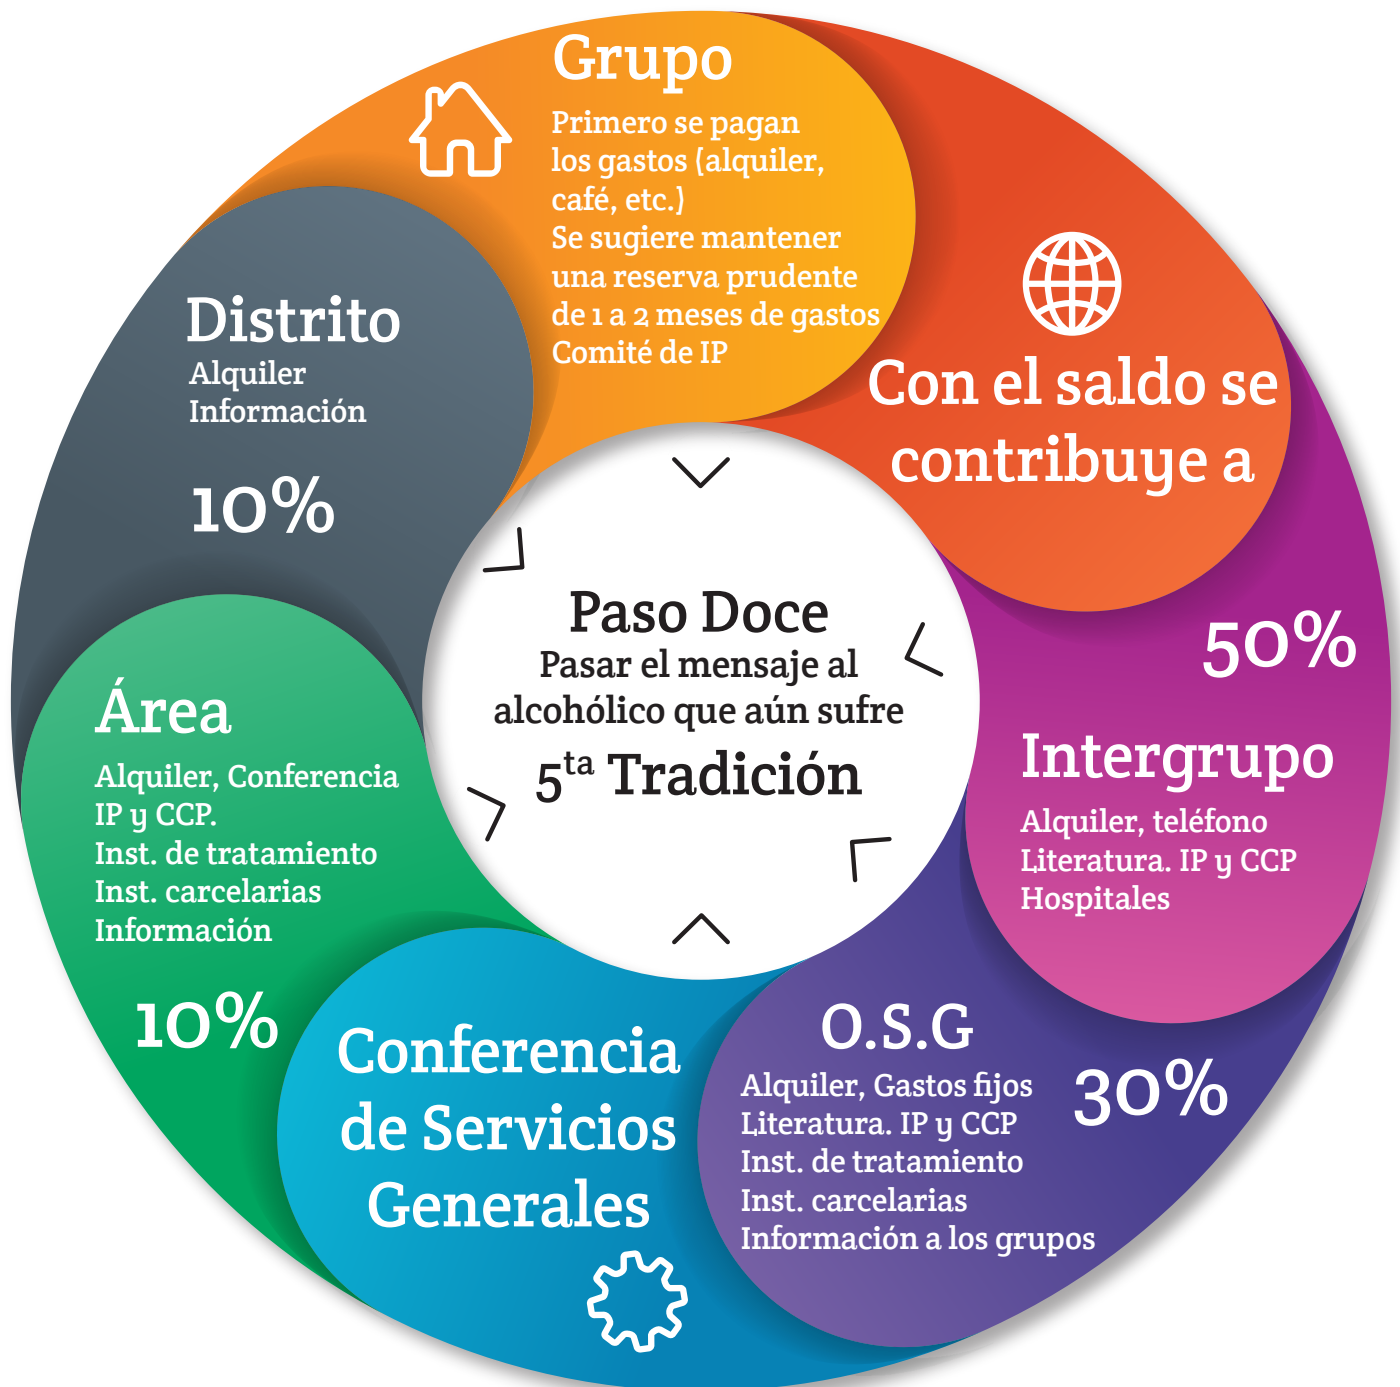 Grupo
Primero se pagan
los gastos (alquiler,
café, etc.)
Se sugiere mantener
una reserva prudente
de 1 a 2 meses de gastos
Comité de IP
Con el saldo se
contribuye a
50%
Intergrupo
Alquiler, teléfono
Literatura. IP y CCP
Hospitales
O.S.G
Alquiler, Gastos fijos
Literatura. IP y CCP
Inst. de tratamiento
Inst. carcelarias
Información a los grupos
30%
Conferencia
de Servicios
Generales
Área
Alquiler, Conferencia
IP y CCP.
Inst. de tratamiento
Inst. carcelarias
Información
10%
Distrito
Alquiler
Información
10%
Paso Doce
Pasar el mensaje al
alcohólico que aún sufre
5ta Tradición